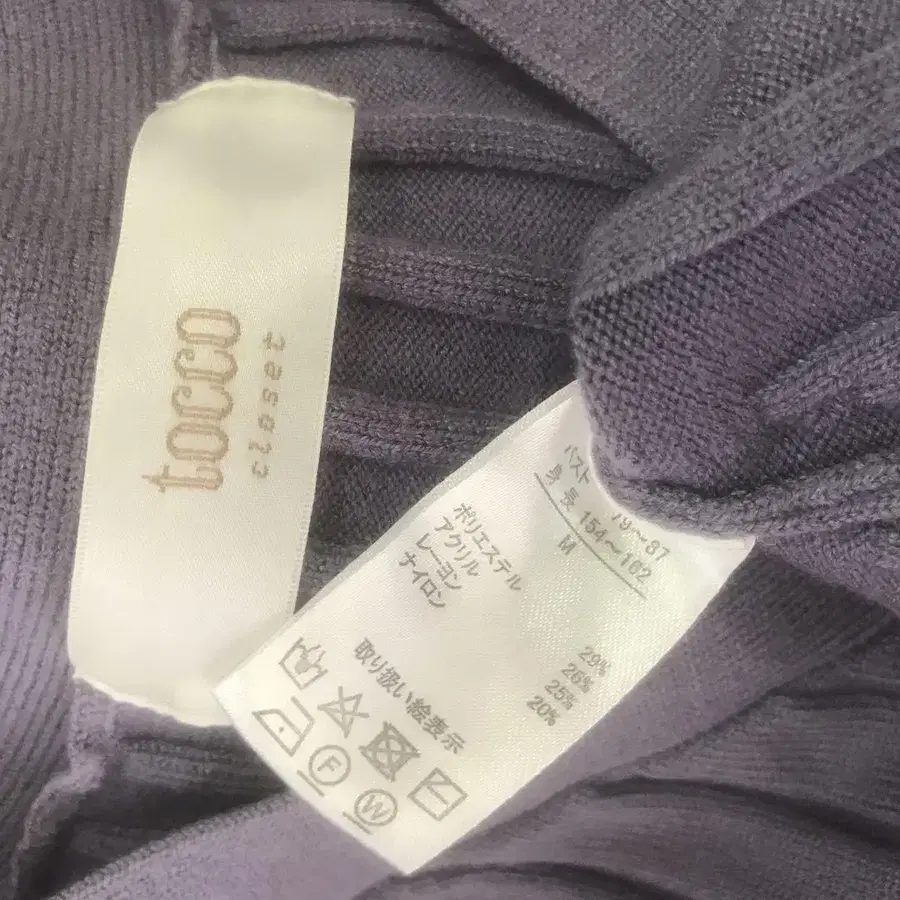 tocco
closet
バスト 79～87
身長 154～162
M
ポリエステル 29%
アクリル 26%
レーヨン 25%
ナイロン 20%
取り扱い絵表示
F
W